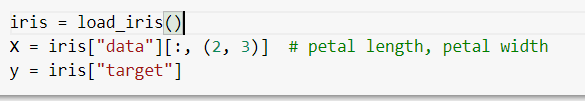 iris = load_iris()
X = iris["data"][:, (2, 3)]  # petal length, petal width
y = iris["target"]